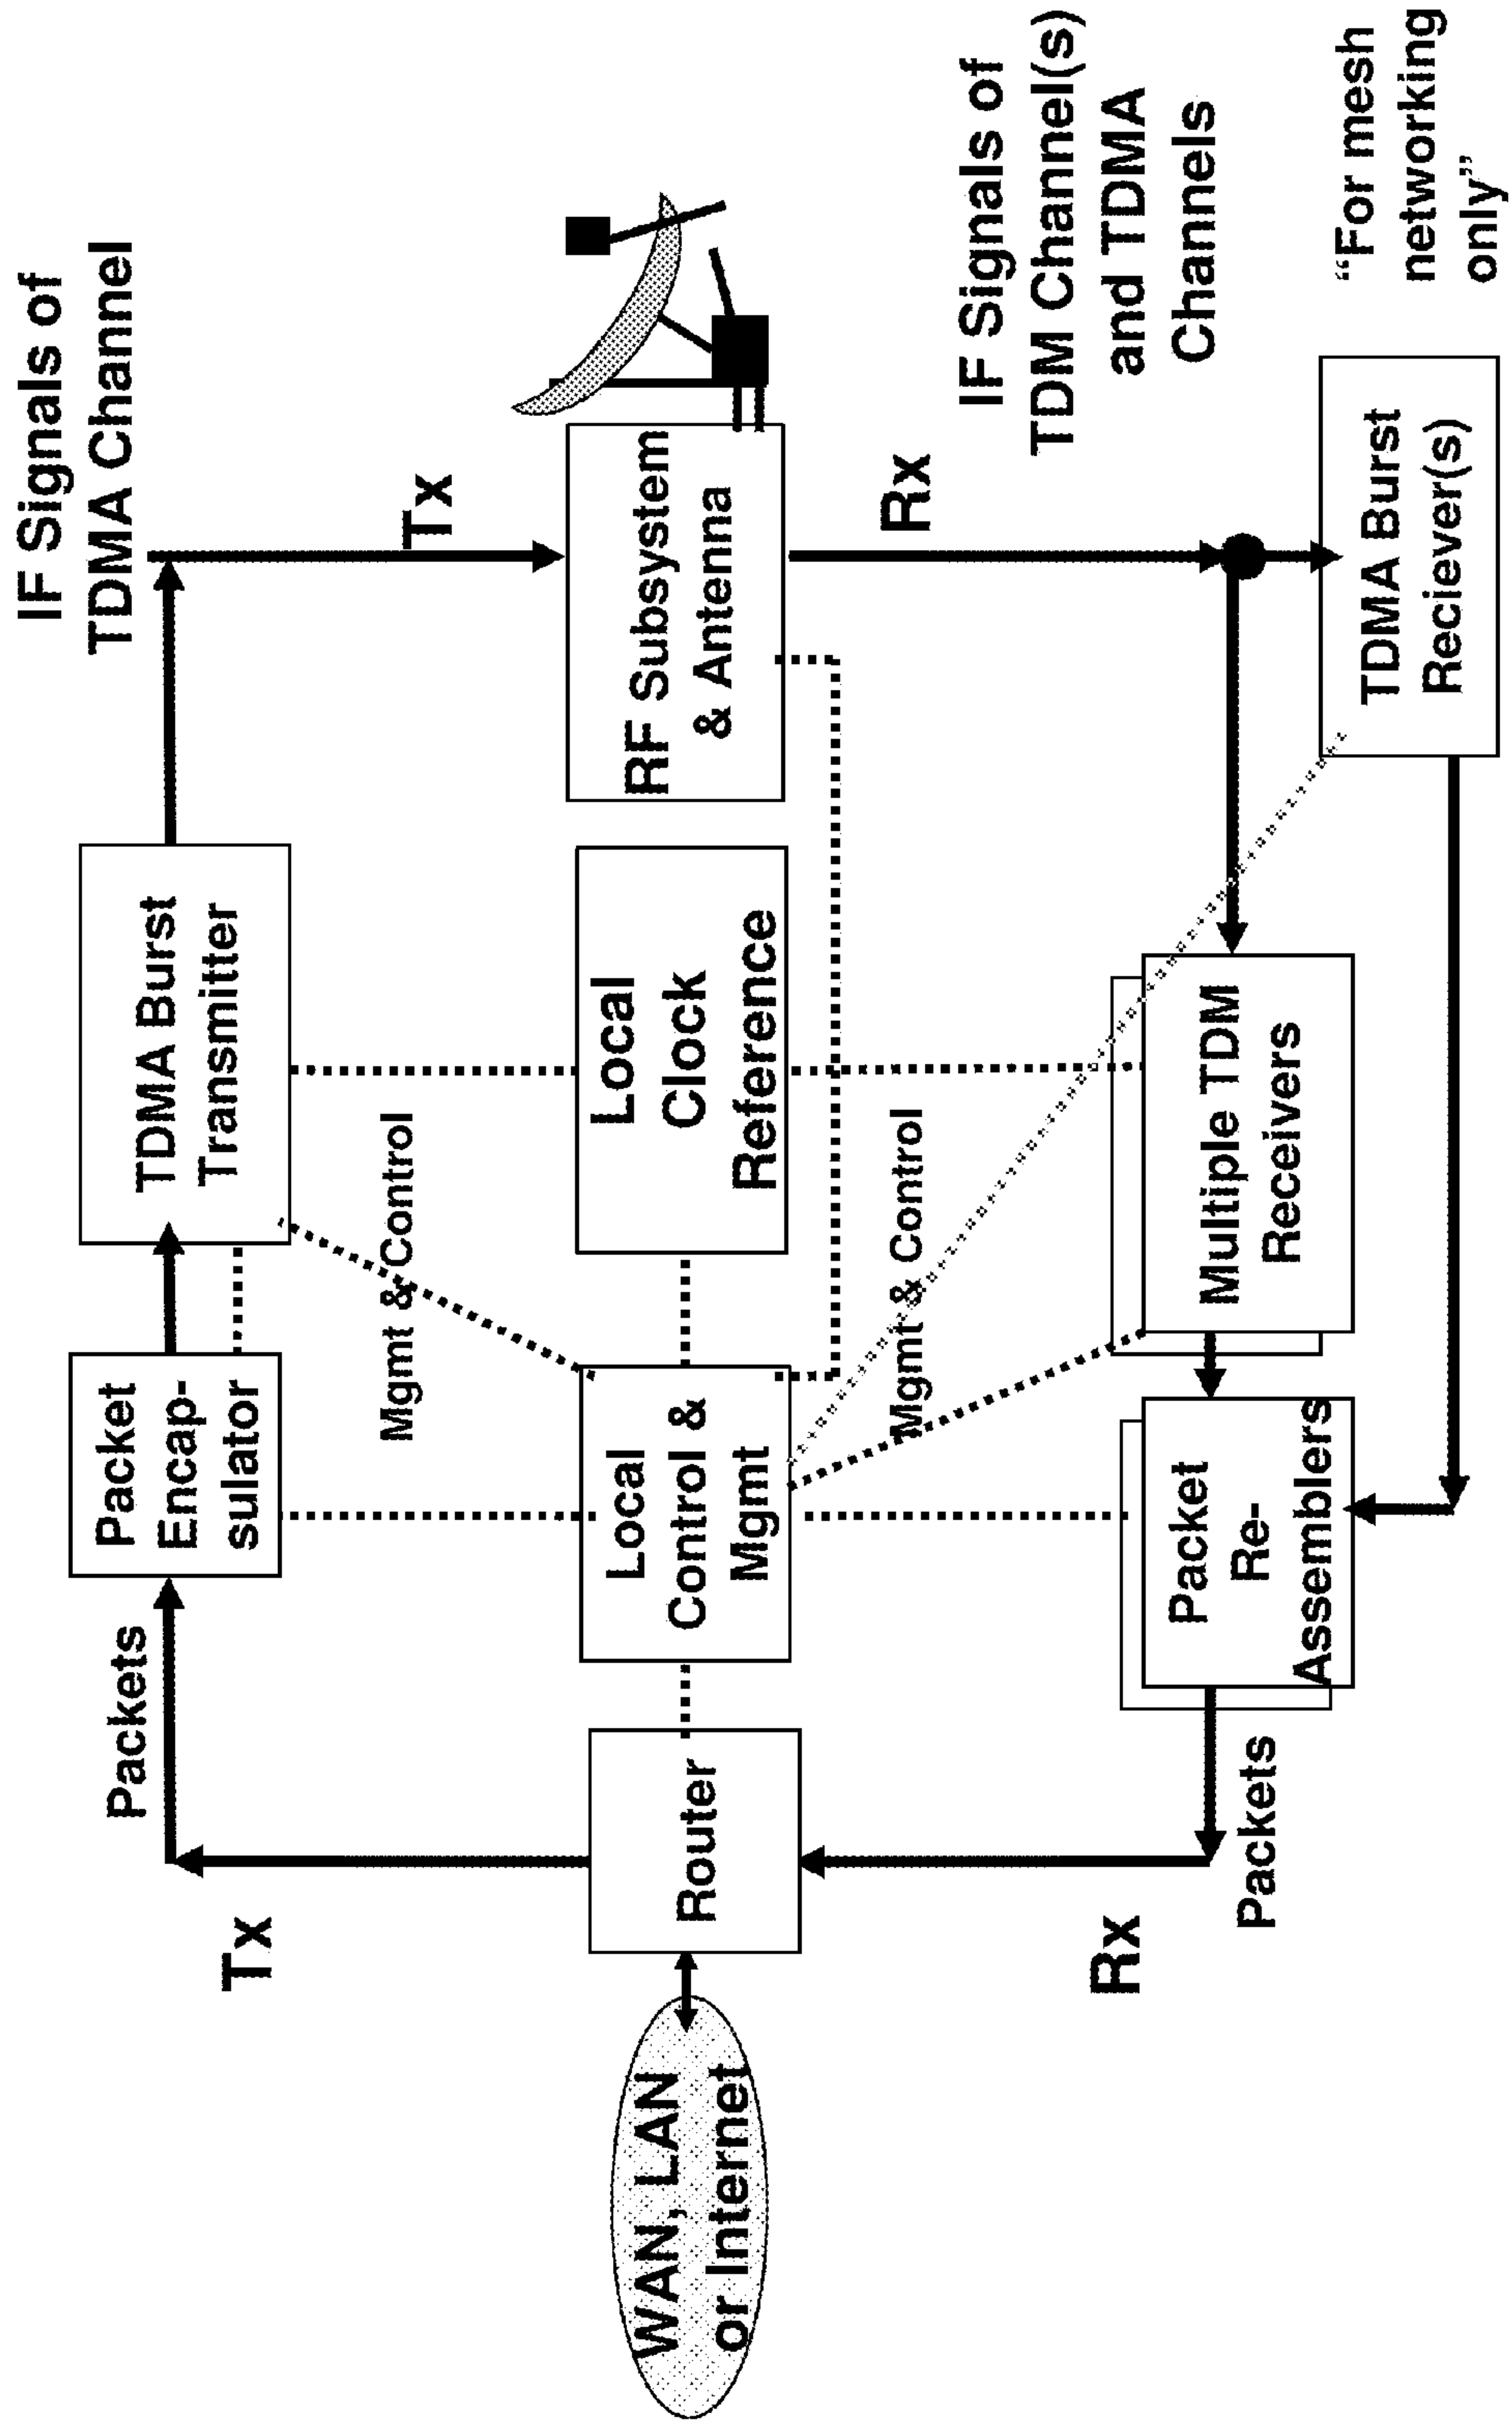 IF Signals of
TDMA Channel
Tx
Packets
Packet
Encap-
sulator
TDMA Burst
Transmitter
Tx
Mgmt & Control
WAN, LAN
or Internet
Router
Local
Control &
Mgmt
Local
Clock
Reference
RF Subsystem
& Antenna
Mgmt & Control
Rx
Rx
IF Signals of
TDM Channel(s)
and TDMA
Channels
Packets
Packet
Re-
Assemblers
Multiple TDM
Receivers
TDMA Burst
Reciever(s)
“For mesh
networking
only”